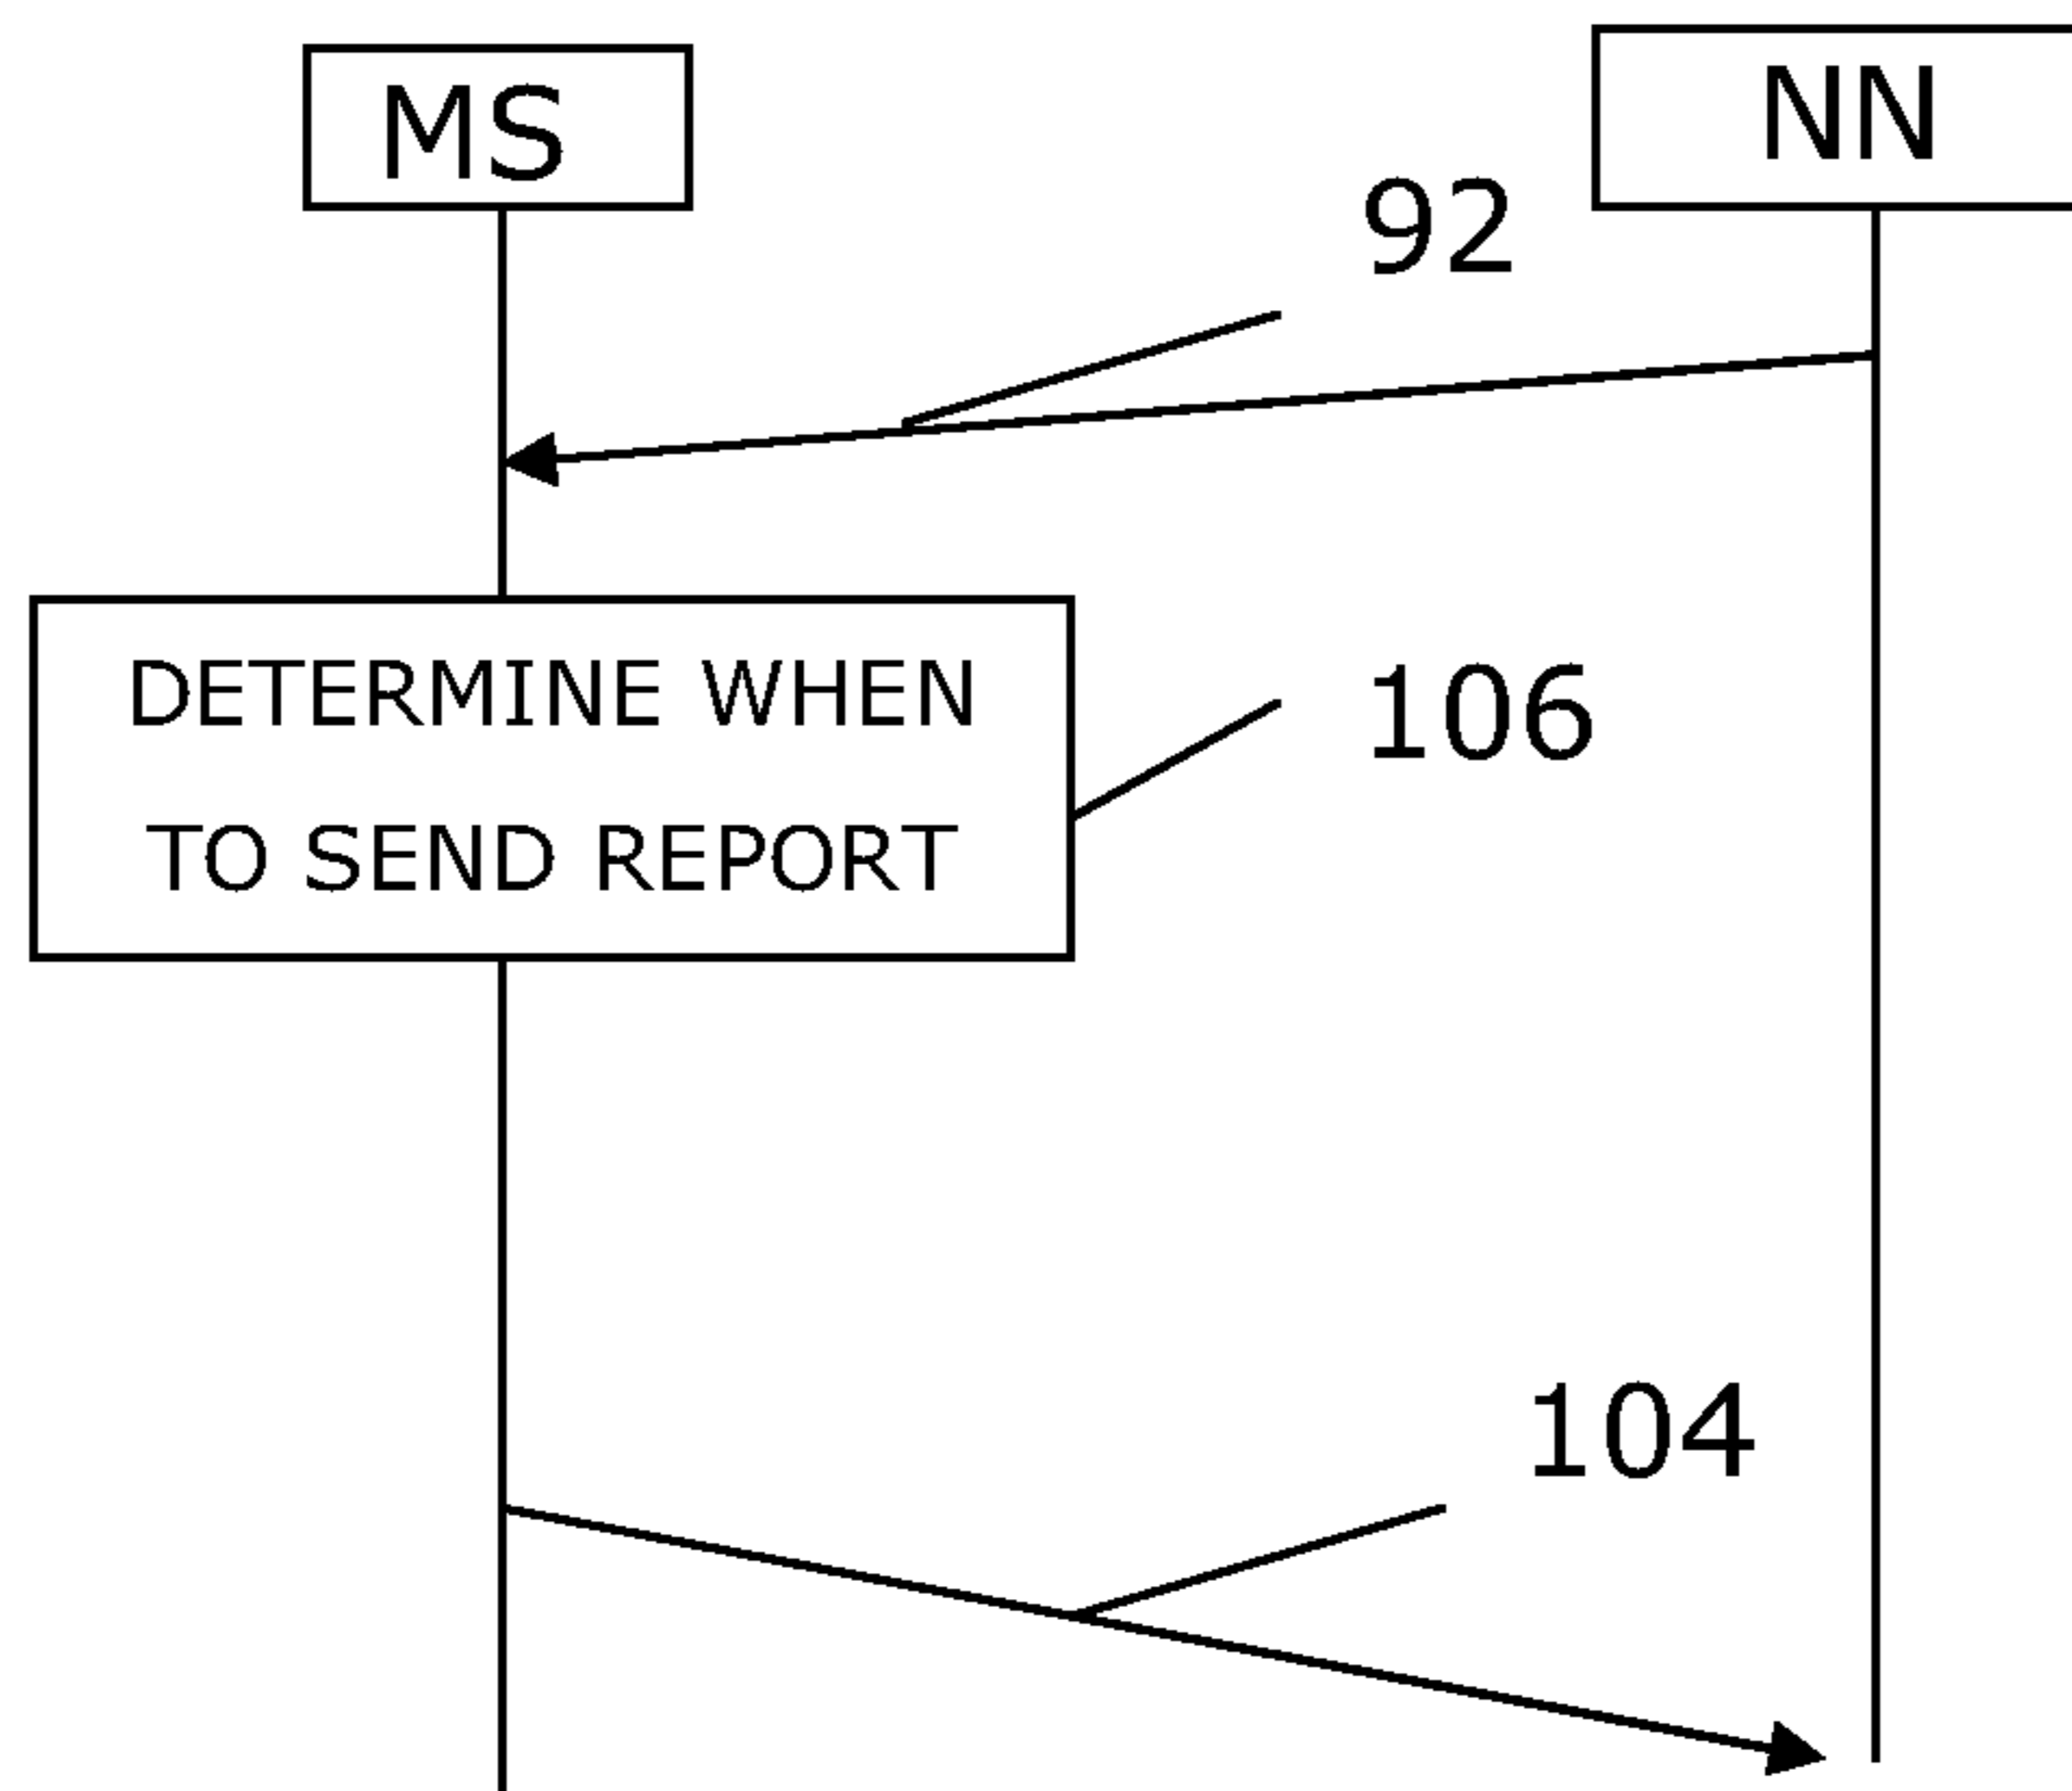 MS
NN
92
DETERMINE WHEN
TO SEND REPORT
106
104